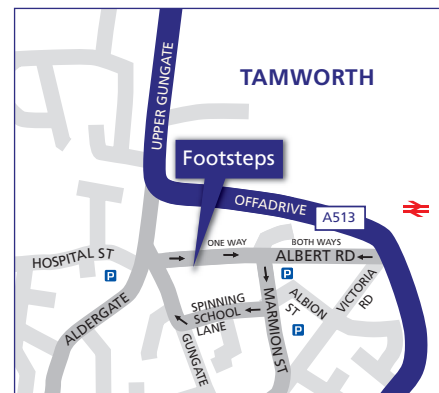 TAMWORTH
UPPER GUNGATE
Footsteps
OFFADRIVE
A513
ONE WAY
BOTH WAYS
HOSPITAL ST
ALBERT RD
P
P
ALDERGATE
SPINNING
SCHOOL
LANE
GUNGATE
MARMION ST
ALBION
ST
VICTORIA
RD
P